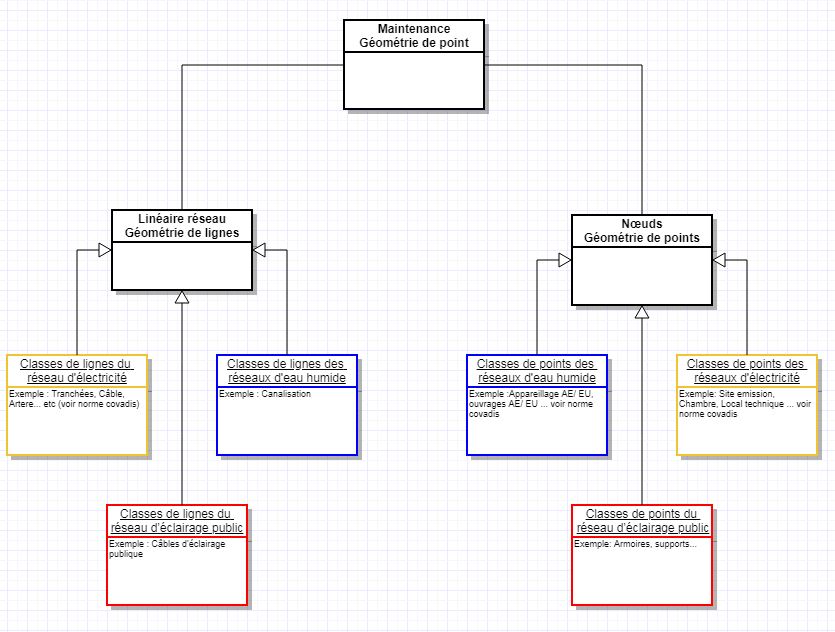 Maintenance
Géométrie de point
Linéaire réseau
Géométrie de lignes
Nœuds
Géométrie de points
Classes de lignes du
réseau d'électricité
Exemple : Tranchées, Câble,
Artere... etc (voir norme covadis)
Classes de lignes des
réseaux d'eau humide
Exemple : Canalisation
Classes de points des
réseaux d'eau humide
Exemple :Appareillage AE/ EU,
ouvrages AE/ EU ... voir norme
covadis
Classes de points des
réseaux d'électricité
Exemple: Site emission,
Chambre, Local technique ... voir
norme covadis
Classes de lignes du
réseau d'éclairage public
Exemple : Câbles d'éclairage
publique
Classes de points du
réseau d'éclairage public
Exemple: Armoires, supports...